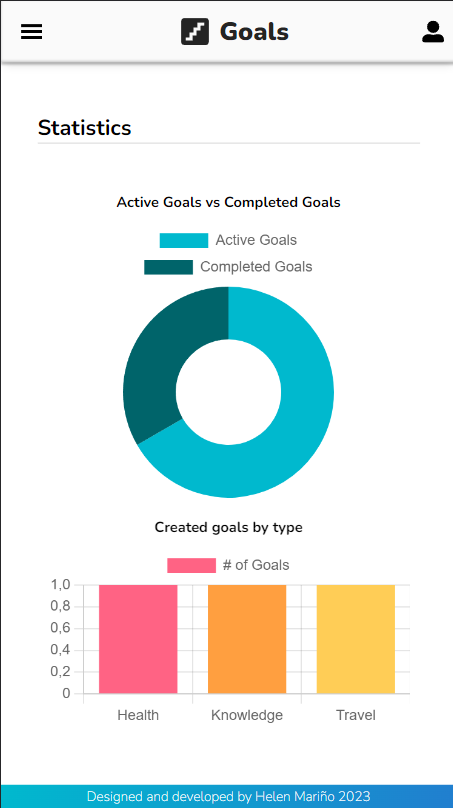 Goals
Statistics
Active Goals vs Completed Goals
Active Goals
Completed Goals
Created goals by type
# of Goals
1,0
0,8
0,6
0,4
0,2
0
Health Knowledge Travel
Designed and developed by Helen Mariño 2023